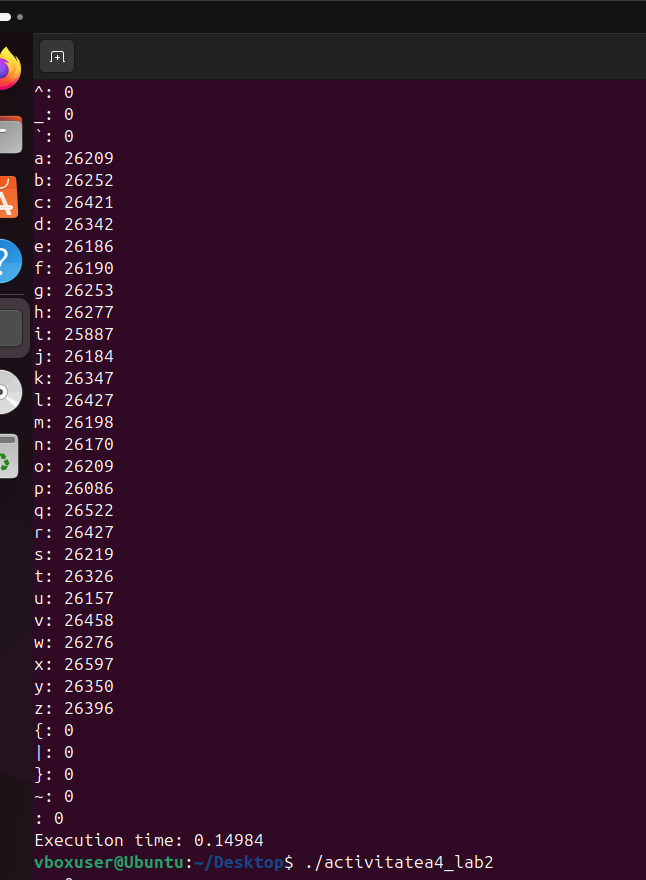 ^: 0
_: 0
`: 0
a: 26209
b: 26252
c: 26421
d: 26342
e: 26186
f: 26190
g: 26253
h: 26277
i: 25887
j: 26184
k: 26347
l: 26427
m: 26198
n: 26170
o: 26209
p: 26086
q: 26522
r: 26427
s: 26219
t: 26326
u: 26157
v: 26458
w: 26276
x: 26597
y: 26350
z: 26396
{: 0
|: 0
}: 0
~: 0
: 0
Execution time: 0.14984
vboxuser@Ubuntu:~/Desktop$ ./activitatea4_lab2